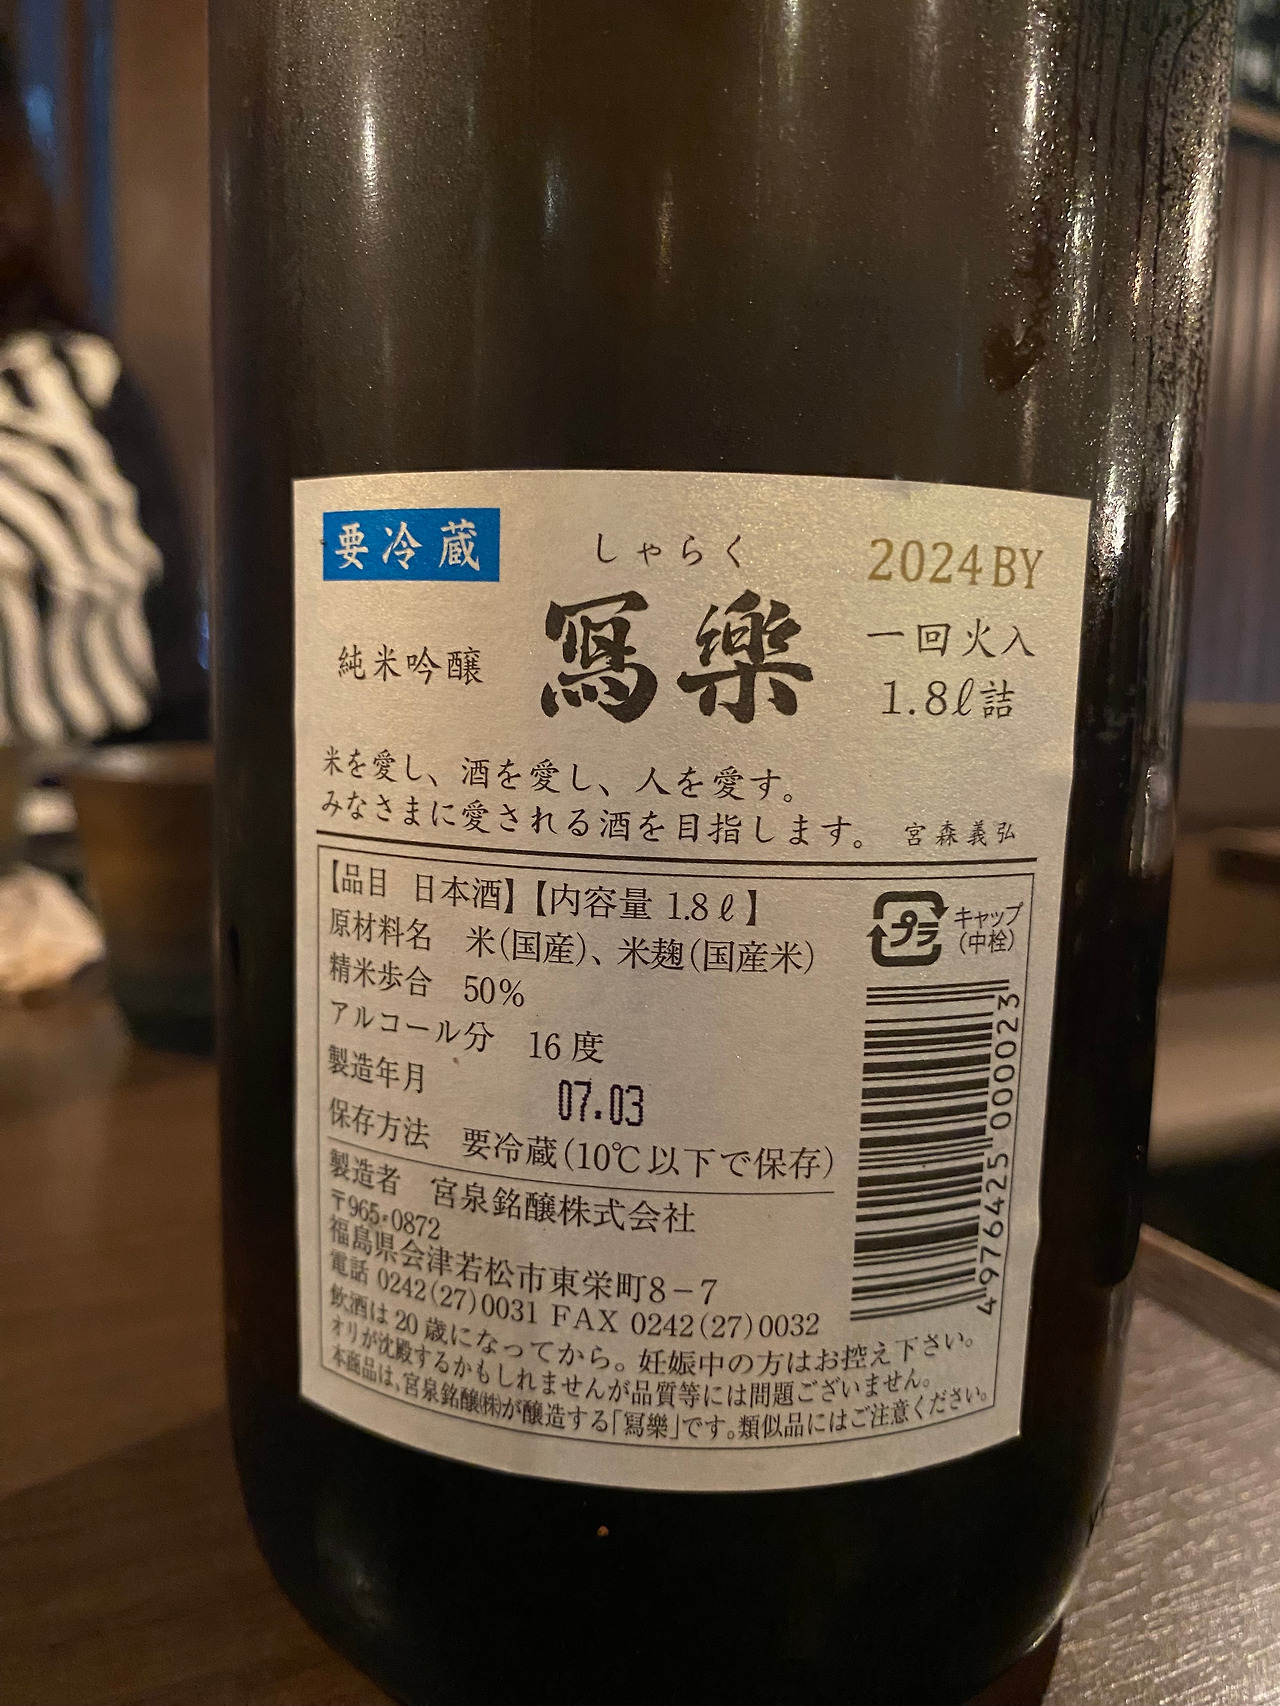 要冷蔵
しゃらく
2024BY
純米吟醸
寫樂
一回火入
1.8ℓ詰
米を愛し、酒を愛し、人を愛す。
みなさまに愛される酒を目指します。 宮森義弘
【品目 日本酒】【内容量 1.8ℓ】
原材料名 米(国産)、米麹(国産米)
精米歩合 50%
アルコール分 16度
製造年月 07.03
保存方法 要冷蔵(10℃以下で保存)
プラ
キャップ
(中栓)
4976425000023
製造者 宮泉銘醸株式会社
〒965-0872
福島県会津若松市東栄町8−7
電話 0242(27)0031 FAX 0242(27)0032
飲酒は20歳になってから。妊娠中の方はお控え下さい。
オリが沈殿するかもしれませんが品質等には問題ございません。
本商品は、宮泉銘醸㈱が醸造する「寫樂」です。類似品にはご注意ください。